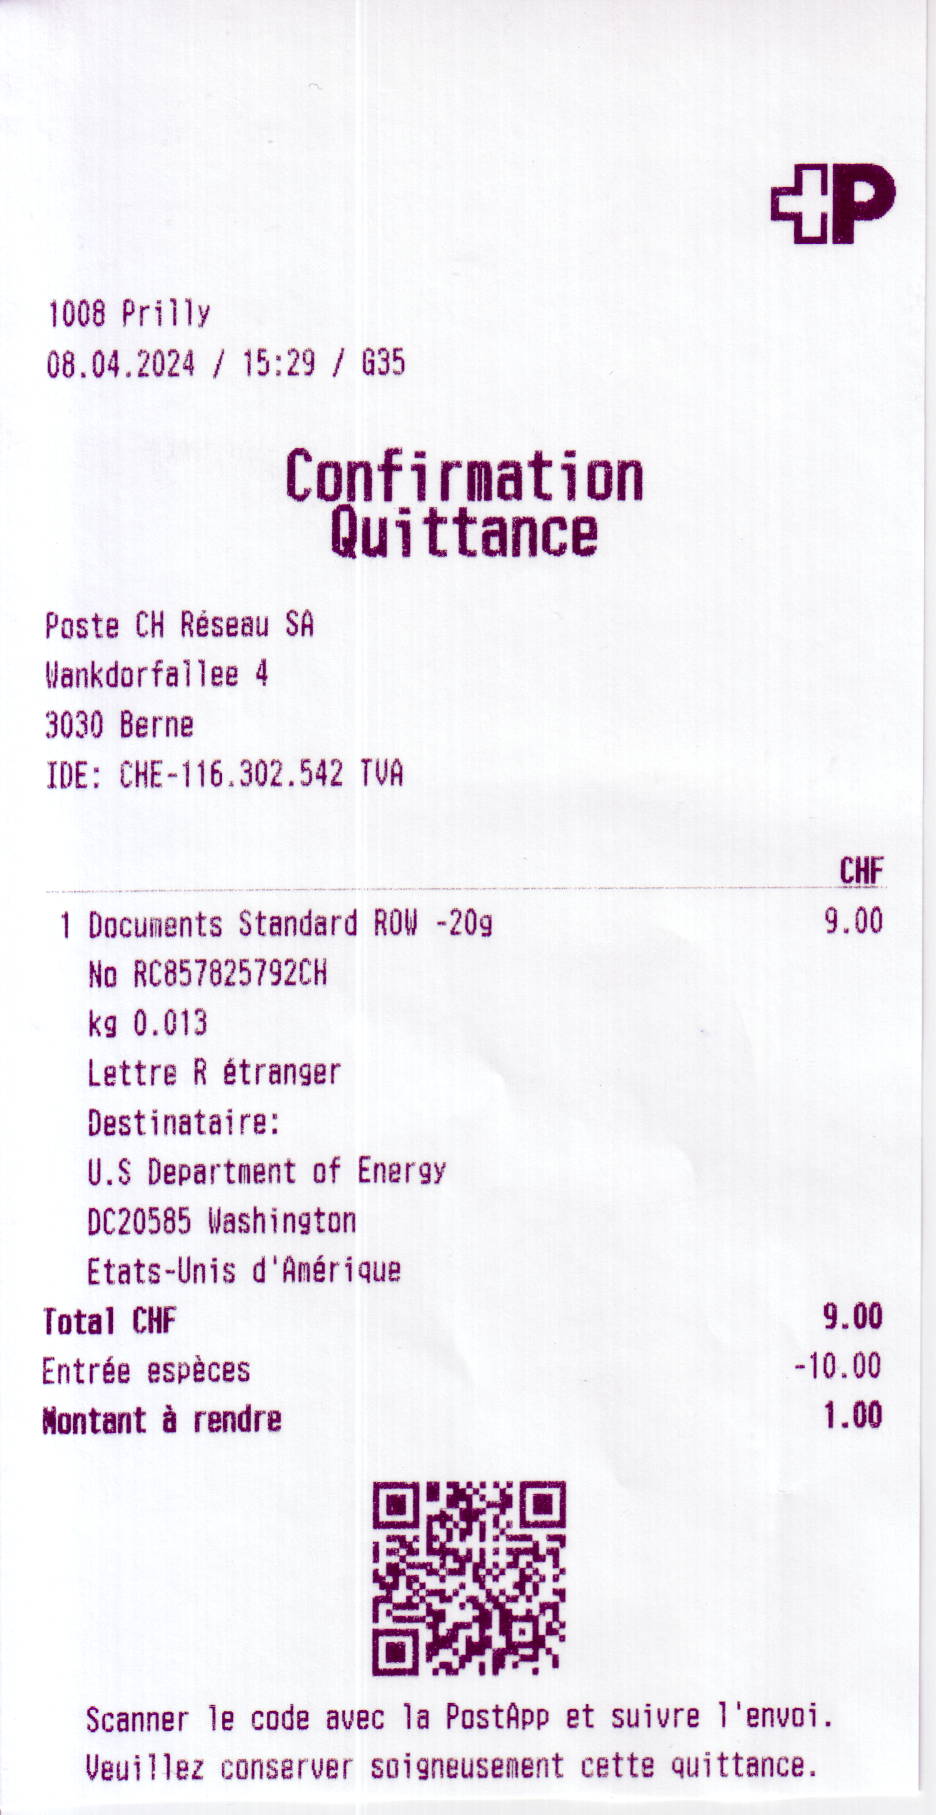 P
1008 Prilly
08.04.2024 / 15:29 / G35
Confirmation
Quittance
Poste CH Réseau SA
Wankdorfallee 4
3030 Berne
IDE: CHE-116.302.542 TVA
CHF
1 Documents Standard ROW -20g 9.00
No RC857825792CH
kg 0.013
Lettre R étranger
Destinataire:
U.S Department of Energy
DC20585 Washington
Etats-Unis d'Amérique
Total CHF 9.00
Entrée espèces -10.00
Montant à rendre 1.00
Scanner le code avec la PostApp et suivre l'envoi.
Veuillez conserver soigneusement cette quittance.